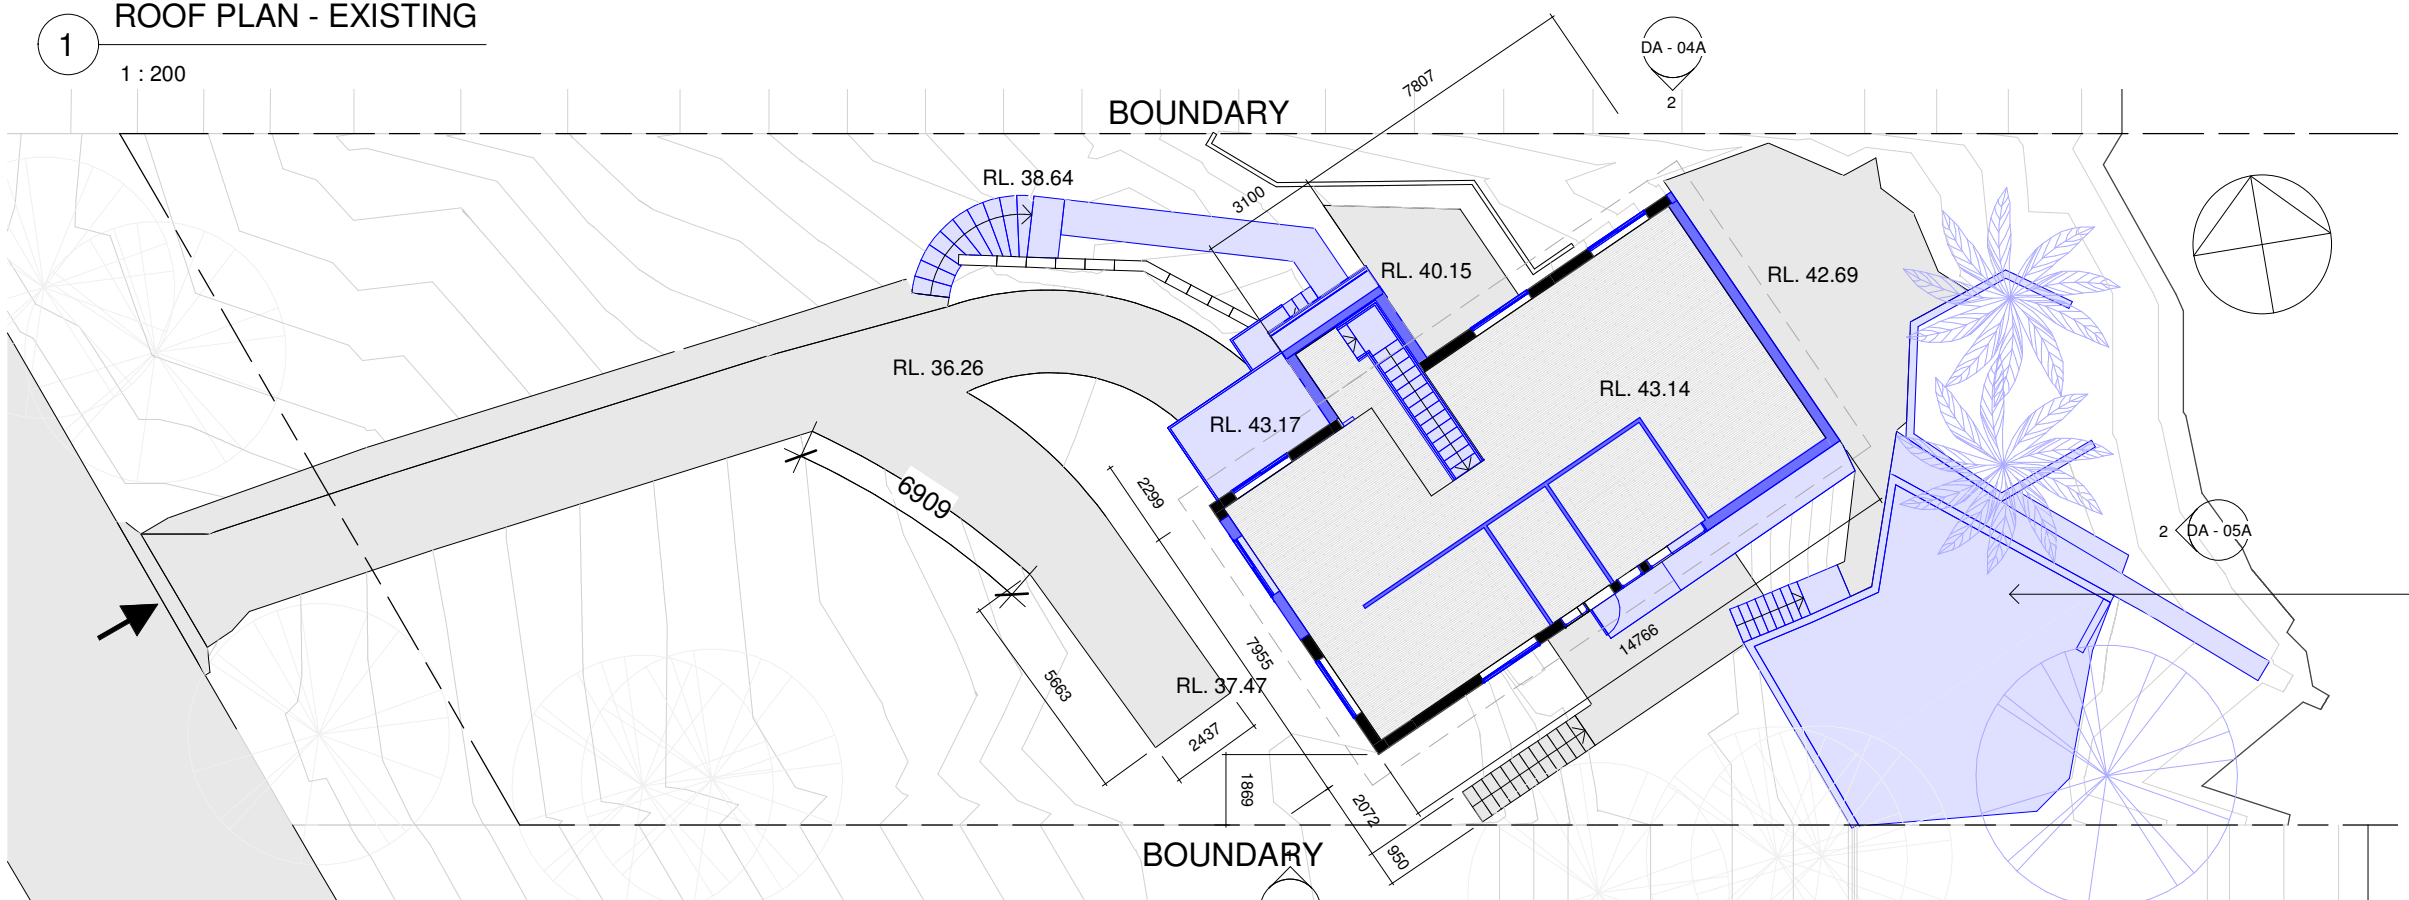 ROOF PLAN - EXISTING
1
1 : 200
DA - 04A
2
7807
BOUNDARY
RL. 38.64
3100
RL. 40.15
RL. 42.69
RL. 36.26
RL. 43.14
RL. 43.17
6909
2299
2
DA - 05A
14766
7955
5663
RL. 37.47
2437
1869
2072
BOUNDARY
950